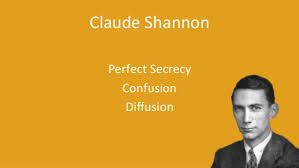 Claude Shannon
Perfect Secrecy
Confusion
Diffusion